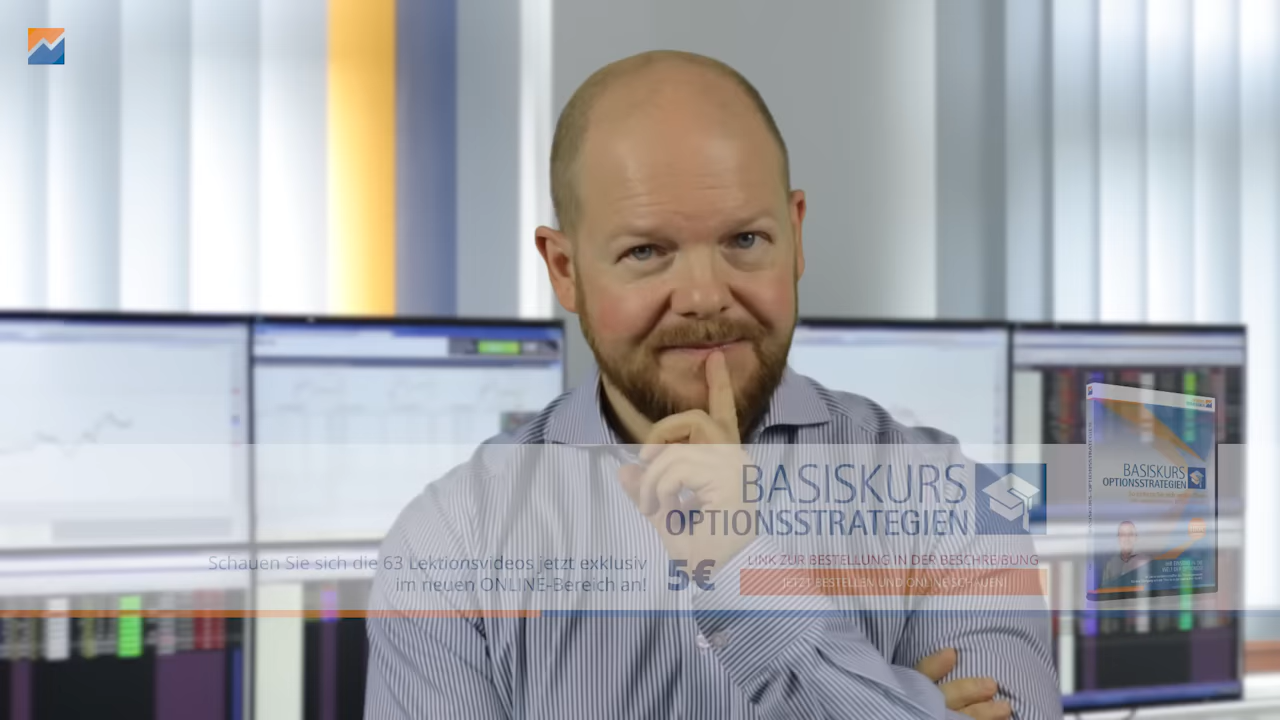 BASISKURS
OPTIONSSTRATEGIEN
Schauen Sie sich die 63 Lektionsvideos jetzt exklusiv
im neuen ONLINE-Bereich an!
5€
LINK ZUR BESTELLUNG IN DER BESCHREIBUNG
JETZT BESTELLEN UND ONLINE SCHAUEN!
BASISKURS
OPTIONSSTRATEGIEN